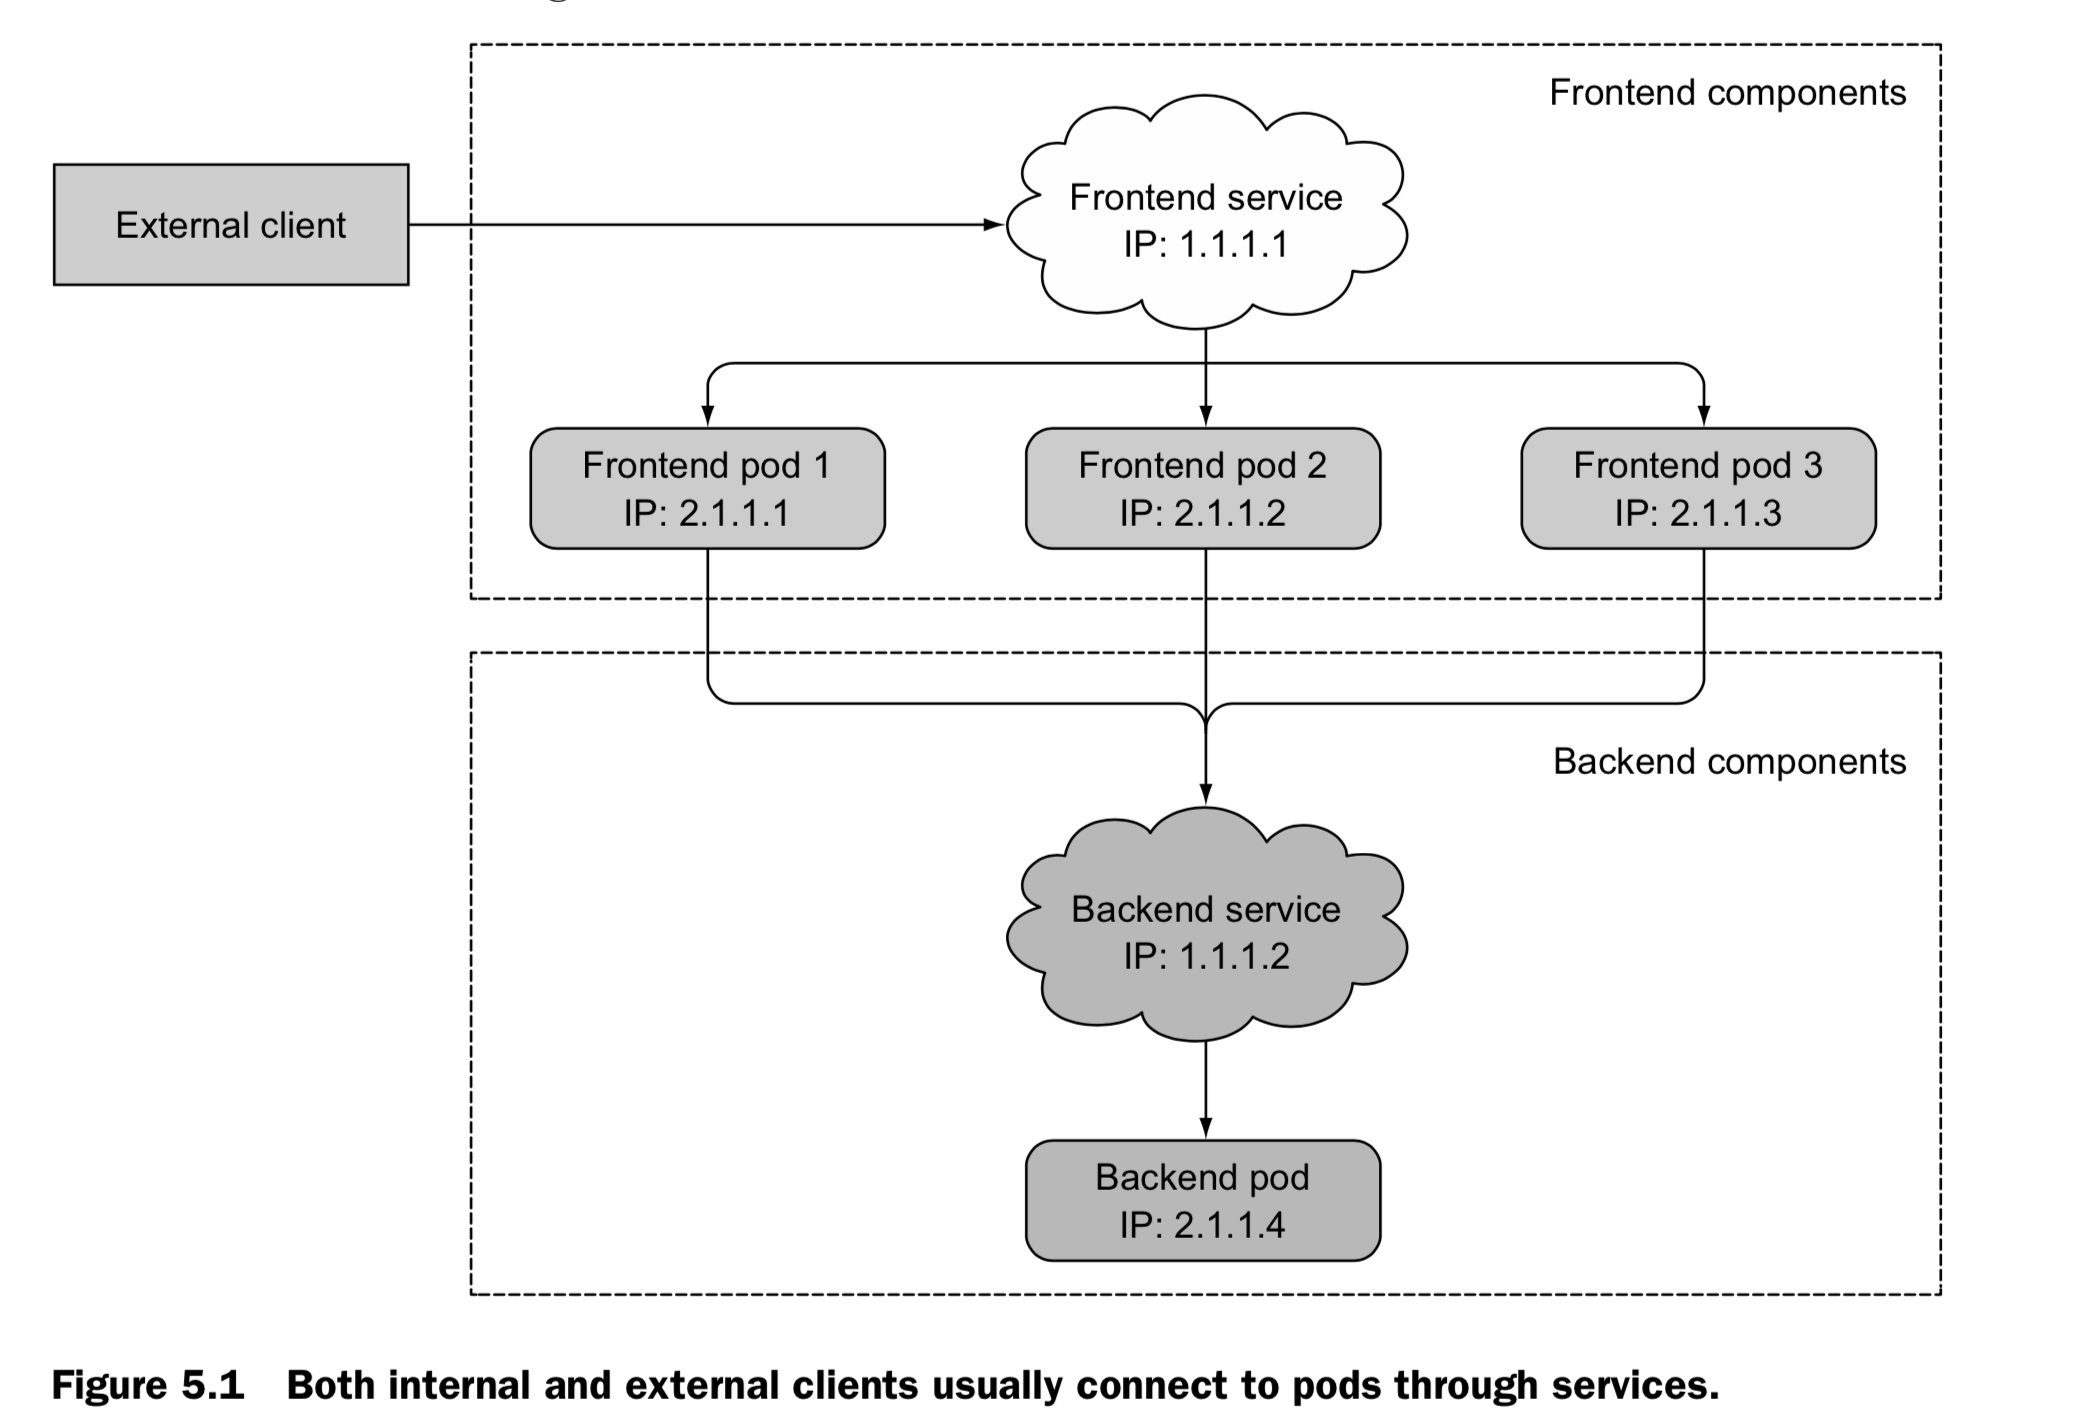 Frontend components
External client
Frontend service
IP: 1.1.1.1
Frontend pod 1
IP: 2.1.1.1
Frontend pod 2
IP: 2.1.1.2
Frontend pod 3
IP: 2.1.1.3
Backend components
Backend service
IP: 1.1.1.2
Backend pod
IP: 2.1.1.4
Figure 5.1 Both internal and external clients usually connect to pods through services.